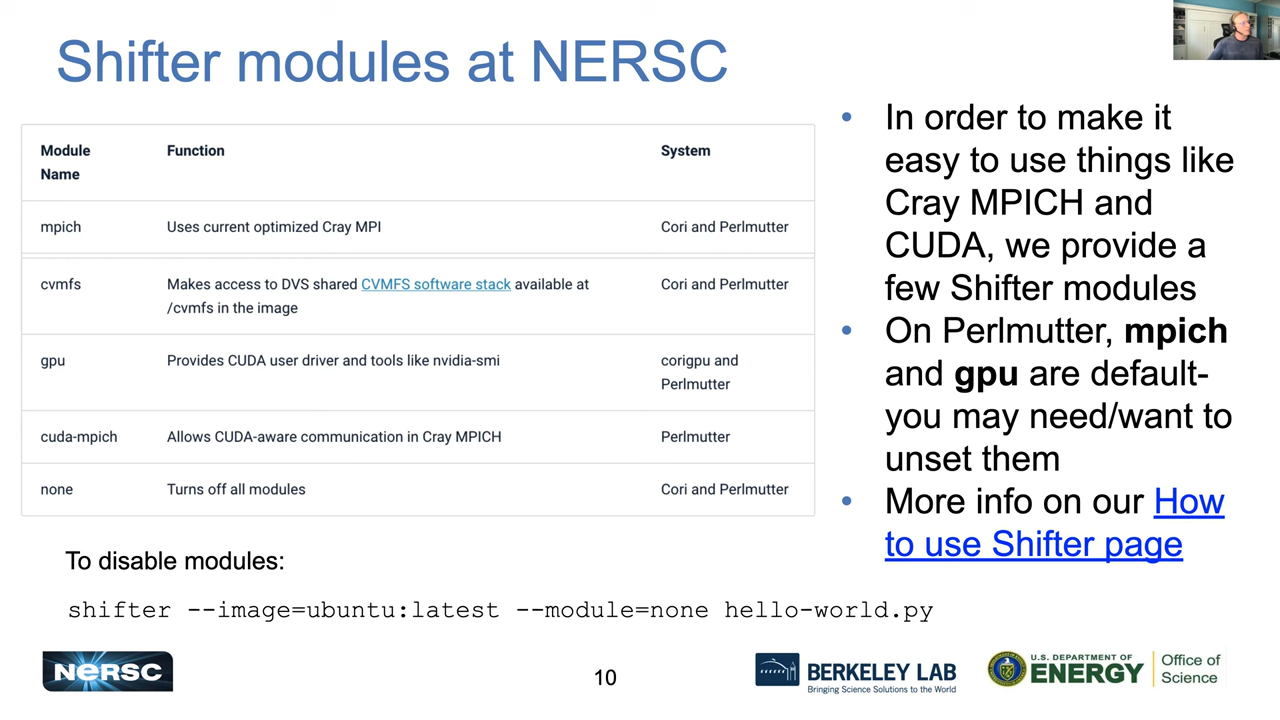 Shifter modules at NERSC
Module Name Function System
mpich Uses current optimized Cray MPI Cori and Perlmutter
cvmfs Makes access to DVS shared CVMFS software stack available at /cvmfs in the image Cori and Perlmutter
gpu Provides CUDA user driver and tools like nvidia-smi corigpu and Perlmutter
cuda-mpich Allows CUDA-aware communication in Cray MPICH Perlmutter
none Turns off all modules Cori and Perlmutter
• In order to make it
easy to use things like
Cray MPICH and
CUDA, we provide a
few Shifter modules
• On Perlmutter, mpich
and gpu are default-
you may need/want to
unset them
• More info on our How
to use Shifter page
To disable modules:
shifter --image=ubuntu:latest --module=none hello-world.py
NERSC
10
BERKELEY LAB
Bringing Science Solutions to the World
U.S. DEPARTMENT OF
ENERGY
Office of
Science